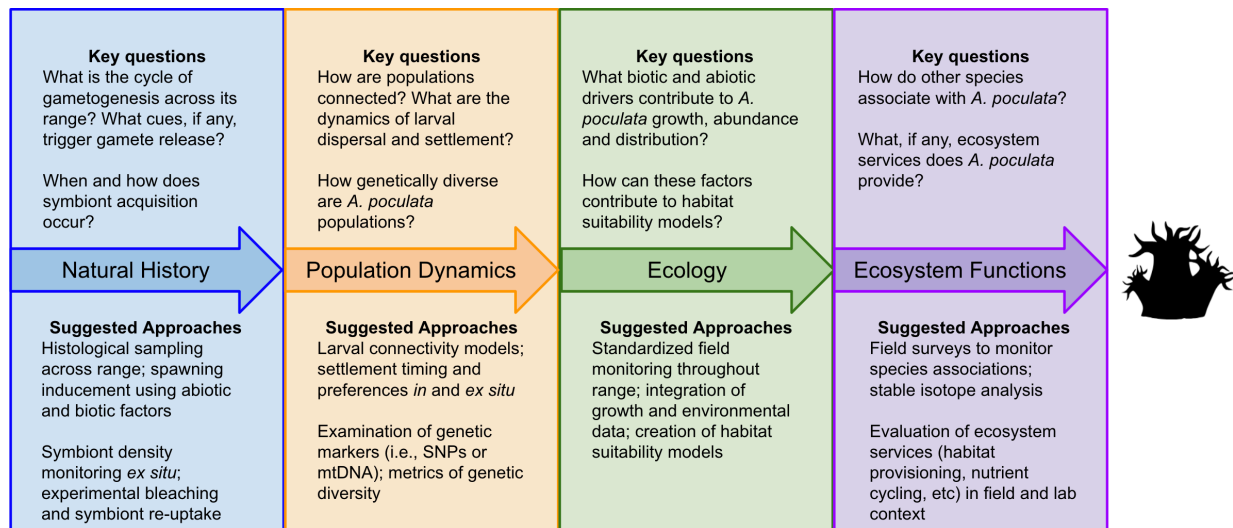 Key questions
What is the cycle of
gametogenesis across its
range? What cues, if any,
trigger gamete release?
When and how does
symbiont acquisition
occur?
Natural History
Suggested Approaches
Histological sampling
across range; spawning
inducement using abiotic
and biotic factors
Symbiont density
monitoring ex situ;
experimental bleaching
and symbiont re-uptake
Key questions
How are populations
connected? What are the
dynamics of larval
dispersal and settlement?
How genetically diverse
are A. poculata
populations?
Population Dynamics
Suggested Approaches
Larval connectivity models;
settlement timing and
preferences in and ex situ
Examination of genetic
markers (i.e., SNPs or
mtDNA); metrics of genetic
diversity
Key questions
What biotic and abiotic
drivers contribute to A.
poculata growth, abundance
and distribution?
How can these factors
contribute to habitat
suitability models?
Ecology
Suggested Approaches
Standardized field
monitoring throughout
range; integration of
growth and environmental
data; creation of habitat
suitability models
Key questions
How do other species
associate with A. poculata?
What, if any, ecosystem
services does A. poculata
provide?
Ecosystem Functions
Suggested Approaches
Field surveys to monitor
species associations;
stable isotope analysis
Evaluation of ecosystem
services (habitat
provisioning, nutrient
cycling, etc) in field and lab
context